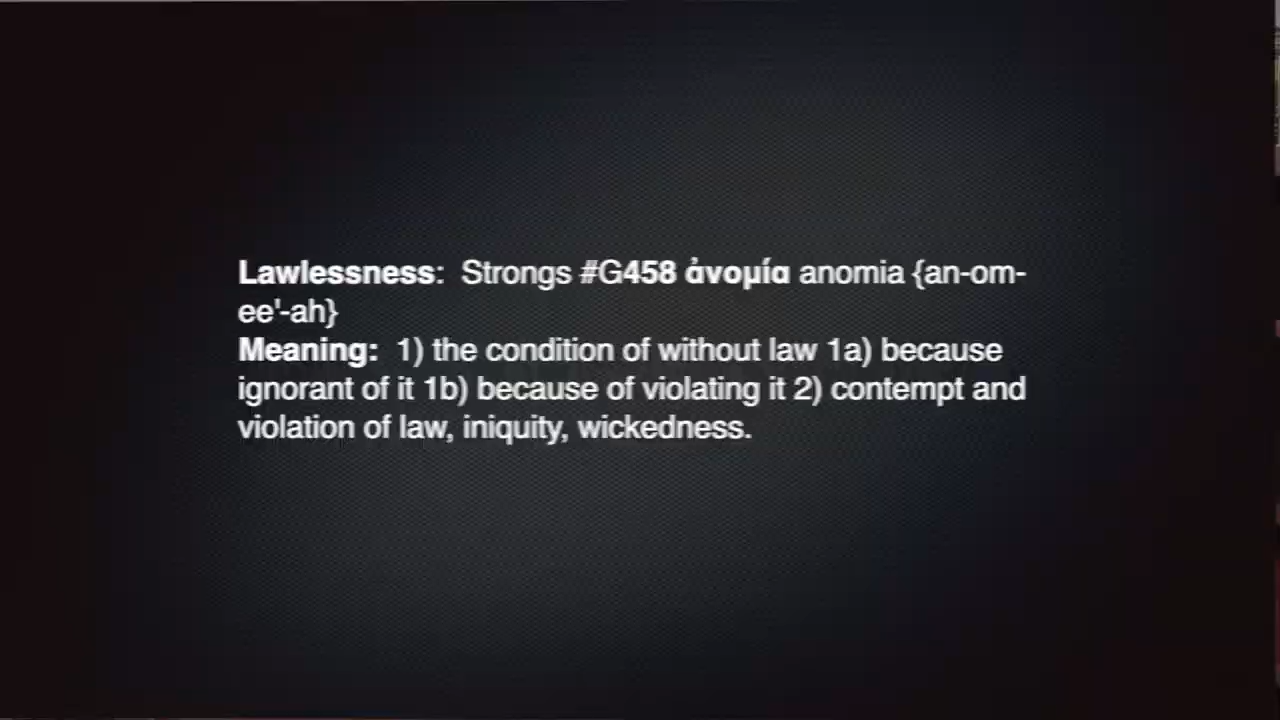 Lawlessness:  Strongs #G458 ἀνομία anomia {an-om-
ee'-ah}
Meaning:  1) the condition of without law 1a) because
ignorant of it 1b) because of violating it 2) contempt and
violation of law, iniquity, wickedness.